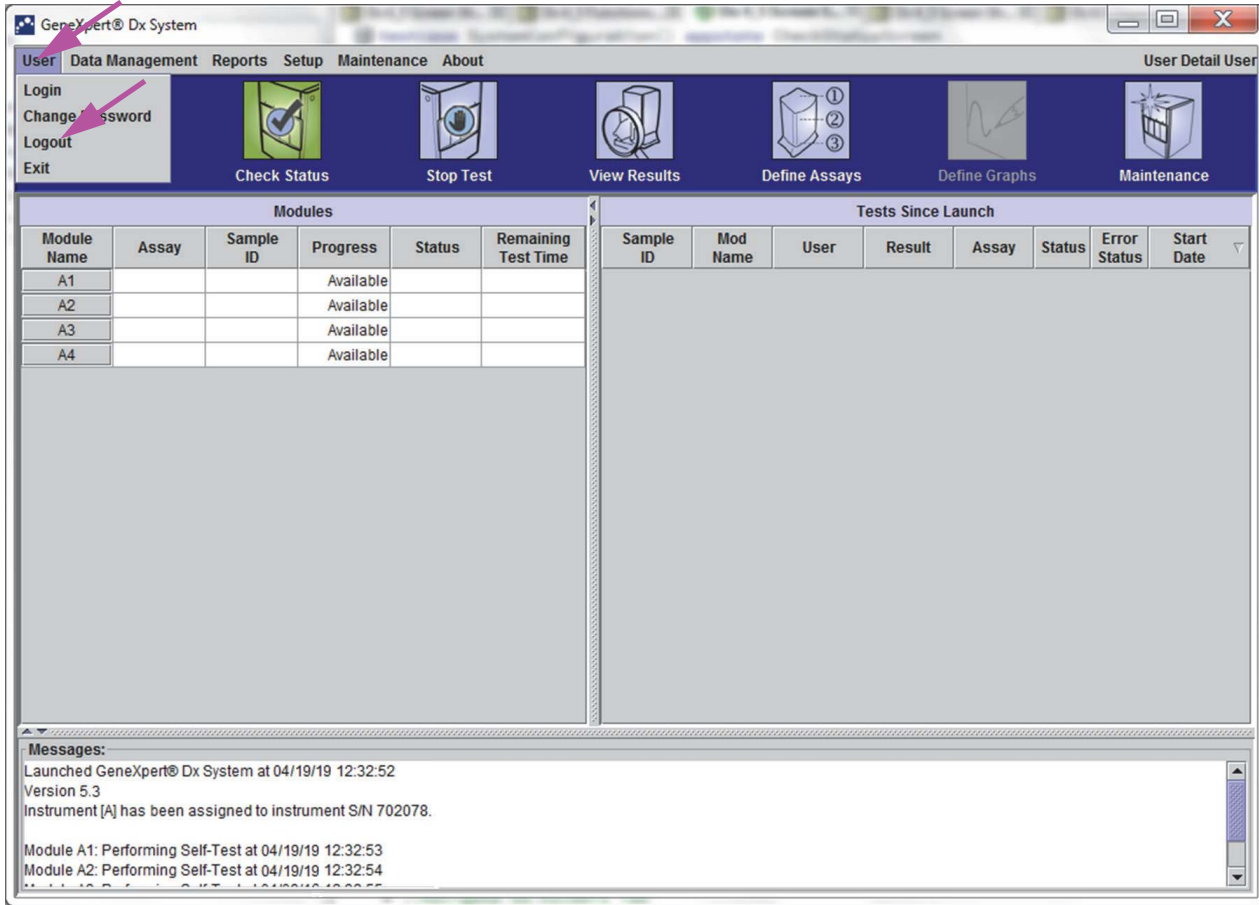 GeneXpert® Dx System
User Data Management Reports Setup Maintenance About User Detail User
Login
Change Password
Logout
Exit
Check Status Stop Test View Results Define Assays Define Graphs Maintenance
① ② ③
Modules
Module Name Assay Sample ID Progress Status Remaining Test Time
A1 Available
A2 Available
A3 Available
A4 Available
Tests Since Launch
Sample ID Mod Name User Result Assay Status Error Status Start Date
Messages:
Launched GeneXpert® Dx System at 04/19/19 12:32:52
Version 5.3
Instrument [A] has been assigned to instrument S/N 702078.
Module A1: Performing Self-Test at 04/19/19 12:32:53
Module A2: Performing Self-Test at 04/19/19 12:32:54